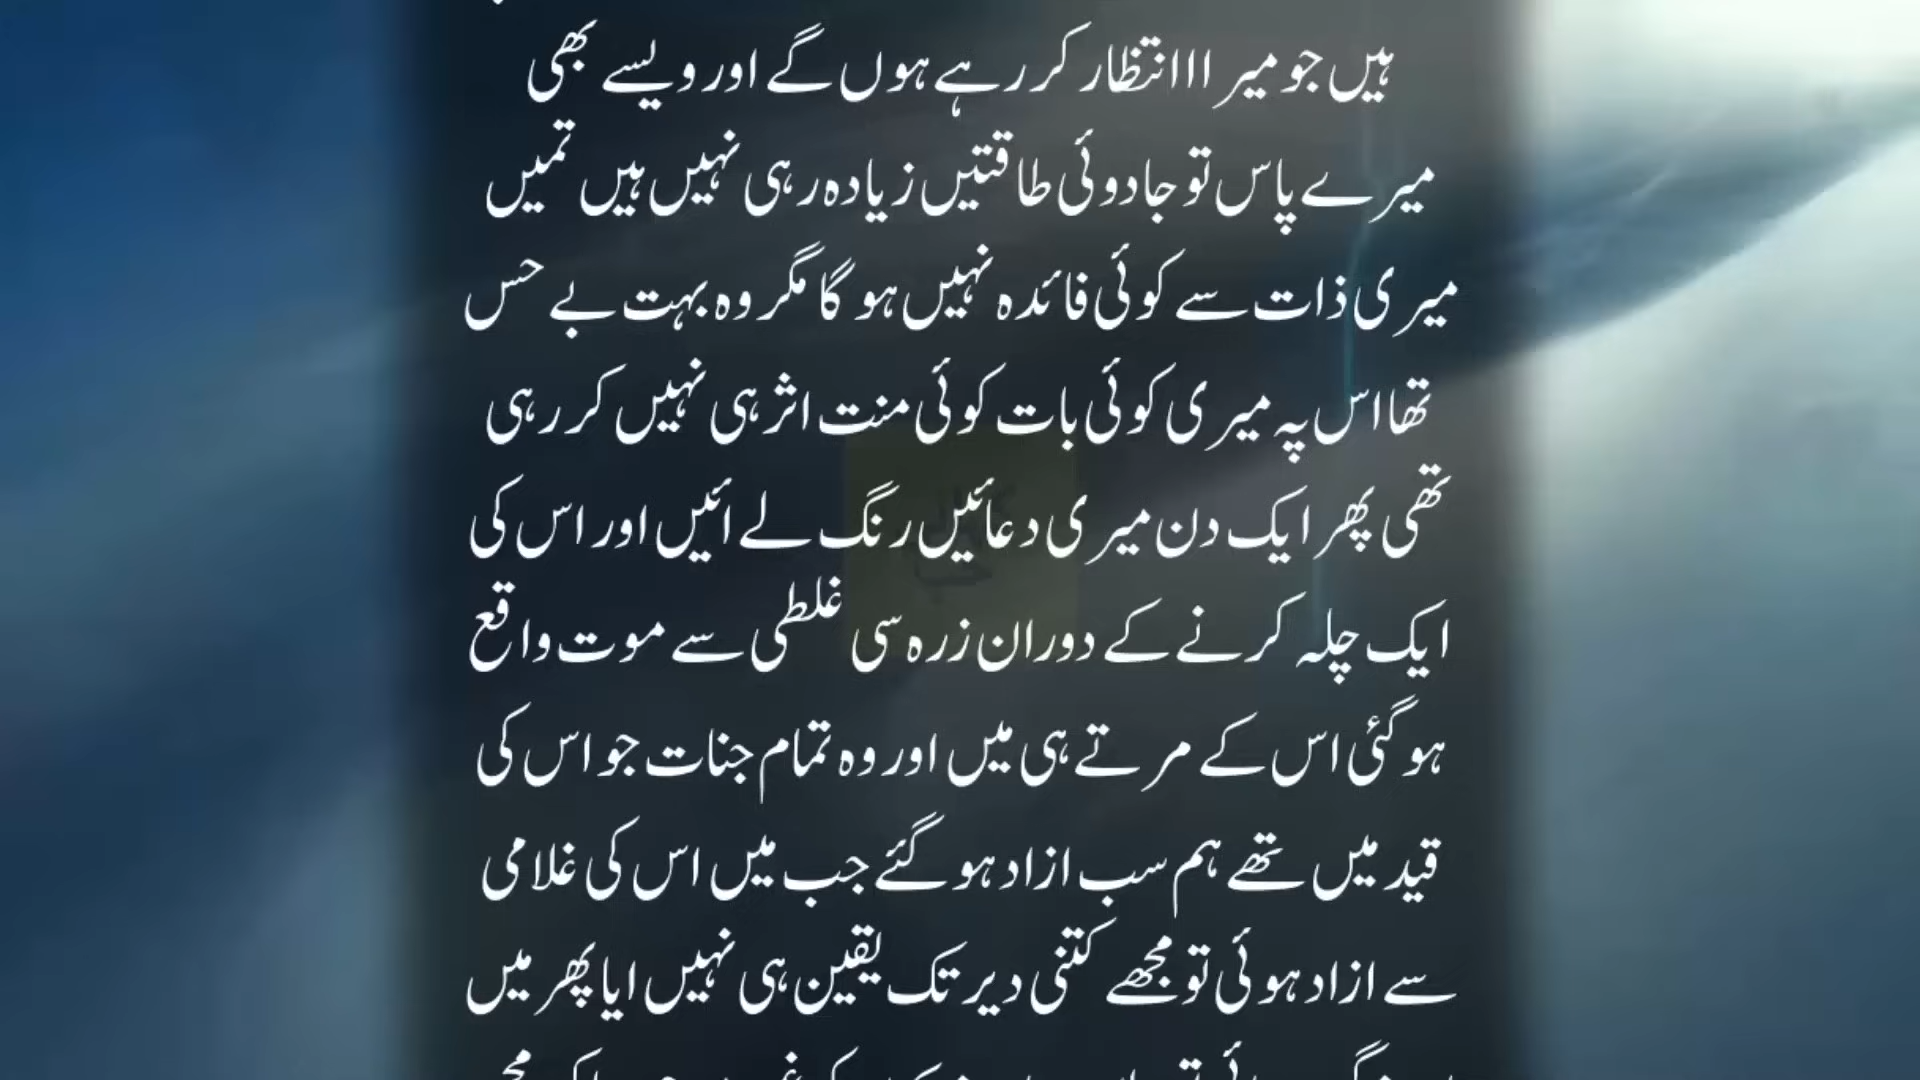 ہیں جو میر اا انتظار کر رہے ہوں گے اور ویسے بھی
میرے پاس تو جادوئی طاقتیں زیادہ رہی نہیں ہیں تمیں
میری ذات سے کوئی فائدہ نہیں ہو گا مگر وہ بہت بے حس
تھا اس پہ میری کوئی بات کوئی منت اثر ہی نہیں کر رہی
تھی پھر ایک دن میری دعائیں رنگ لے ائیں اور اس کی
ایک چلہ کرنے کے دوران زرہ سی غلطی سے موت واقع
ہو گئی اس کے مرتے ہی میں اور وہ تمام جنات جو اس کی
قید میں تھے ہم سب ازاد ہو گئے جب میں اس کی غلامی
سے ازاد ہوئی تو مجھے کتنی دیر تک یقین ہی نہیں ایا پھر میں